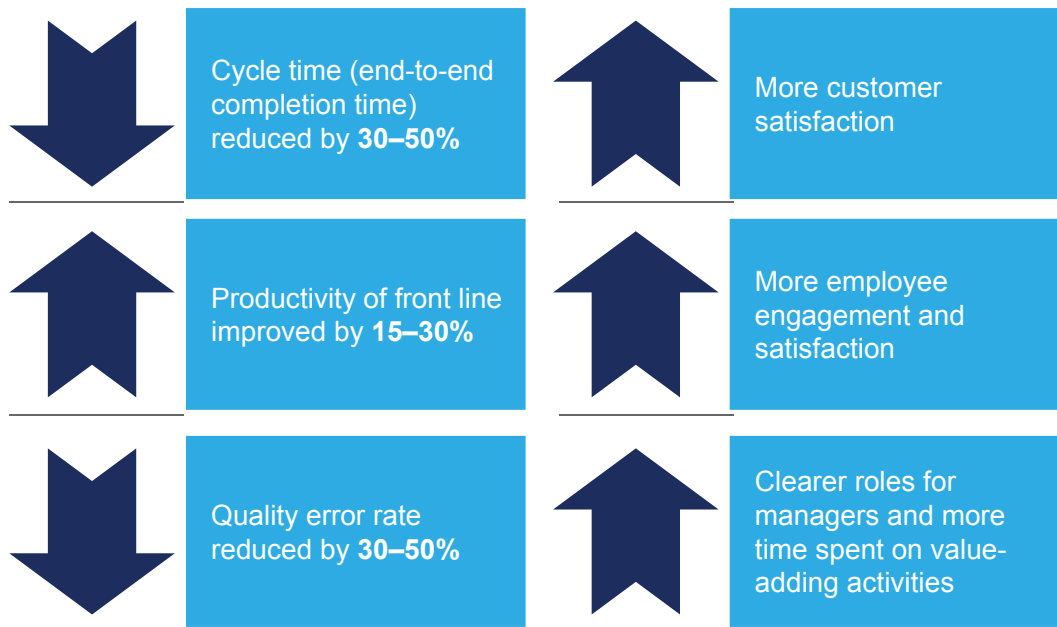 Cycle time (end-to-end
completion time)
reduced by 30–50%
More customer
satisfaction
Productivity of front line
improved by 15–30%
More employee
engagement and
satisfaction
Quality error rate
reduced by 30–50%
Clearer roles for
managers and more
time spent on value-
adding activities